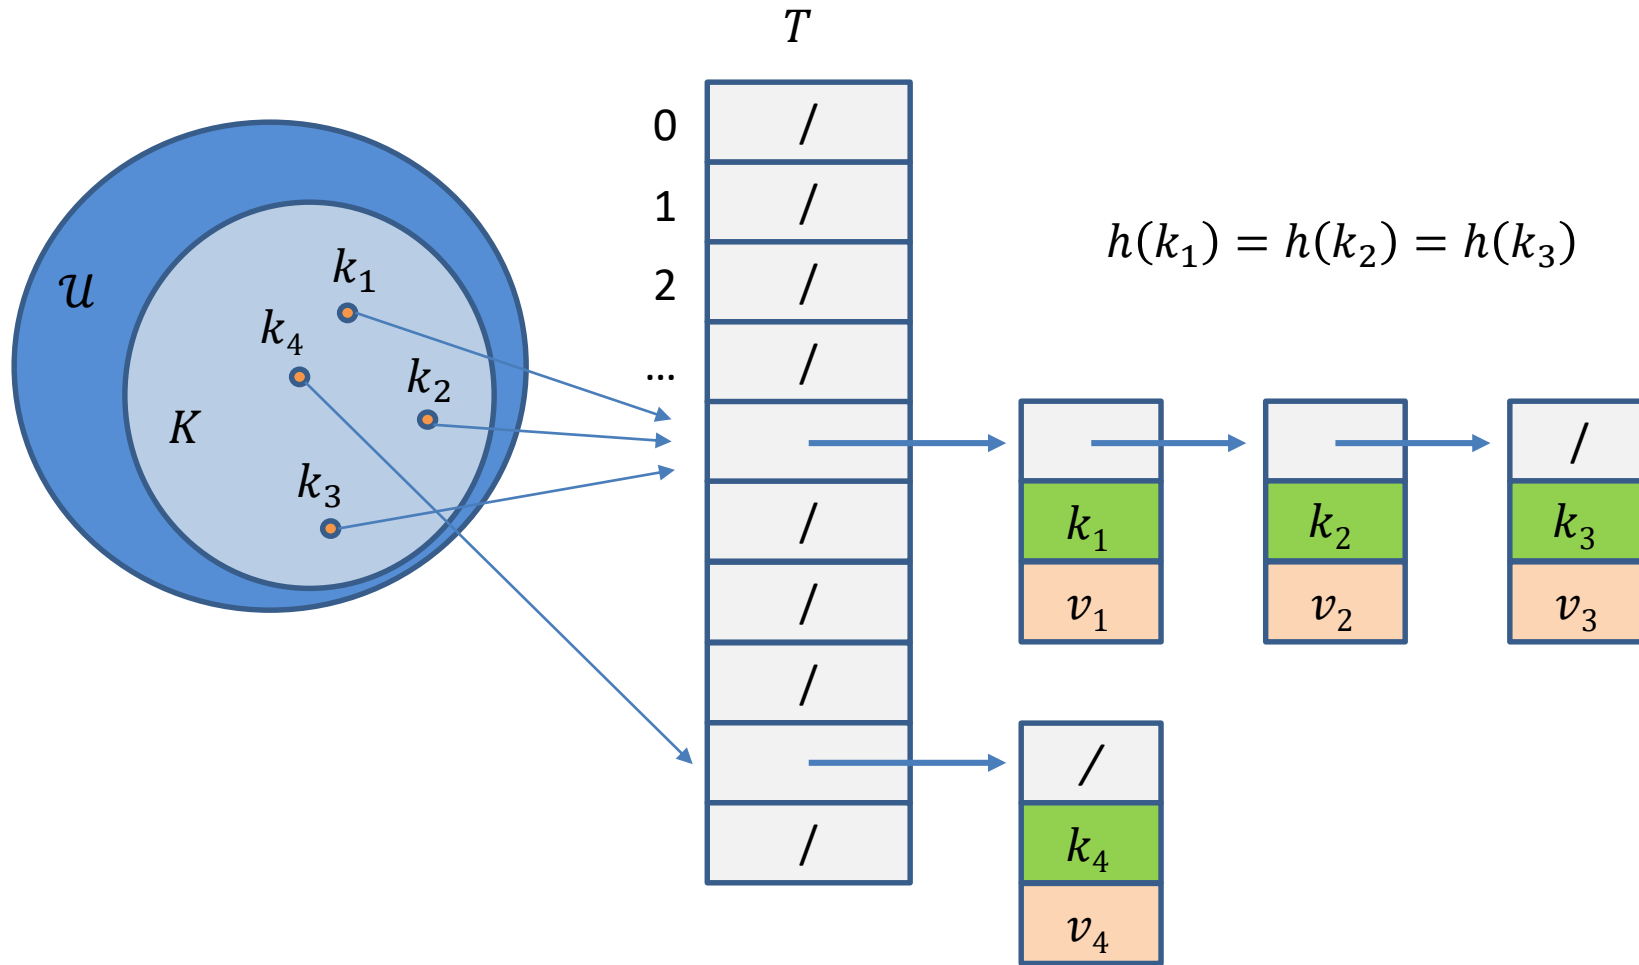 T
0 /
1 /
2 /
... /
/
/
/
/
h(k₁) = h(k₂) = h(k₃)
𝒰
K
k₁
k₄
k₂
k₃
/
k₁ k₂ k₃
v₁ v₂ v₃
/
k₄
v₄